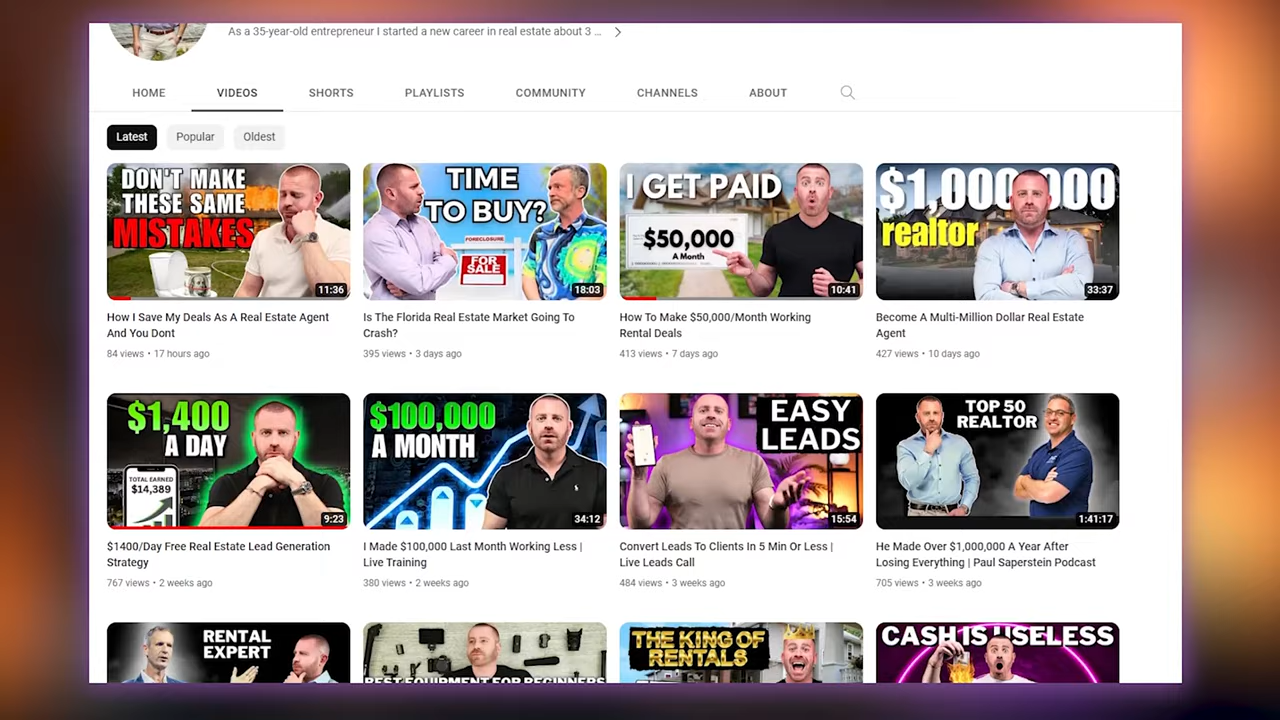 As a 35-year-old entrepreneur I started a new career in real estate about 3 ...
HOME VIDEOS SHORTS PLAYLISTS COMMUNITY CHANNELS ABOUT
Latest Popular Oldest
DON'T MAKE
THESE SAME
MISTAKES
11:36
TIME
TO BUY?
FORECLOSURE
FOR
SALE
18:03
I GET PAID
$50,000
A Month
10:41
$1,000,000
realtor
33:37
How I Save My Deals As A Real Estate Agent
And You Dont
84 views • 17 hours ago
Is The Florida Real Estate Market Going To
Crash?
395 views • 3 days ago
How To Make $50,000/Month Working
Rental Deals
413 views • 7 days ago
Become A Multi-Million Dollar Real Estate
Agent
427 views • 10 days ago
$1,400
A DAY
TOTAL EARNED
$14,389
9:23
$100,000
A MONTH
34:12
EASY
LEADS
15:54
TOP 50
REALTOR
1:41:17
$1400/Day Free Real Estate Lead Generation
Strategy
767 views • 2 weeks ago
I Made $100,000 Last Month Working Less |
Live Training
380 views • 2 weeks ago
Convert Leads To Clients In 5 Min Or Less |
Live Leads Call
484 views • 3 weeks ago
He Made Over $1,000,000 A Year After
Losing Everything | Paul Saperstein Podcast
705 views • 3 weeks ago
RENTAL
EXPERT
BEST EQUIPMENT FOR BEGINNERS
THE KING OF
RENTALS
CASH IS USELESS